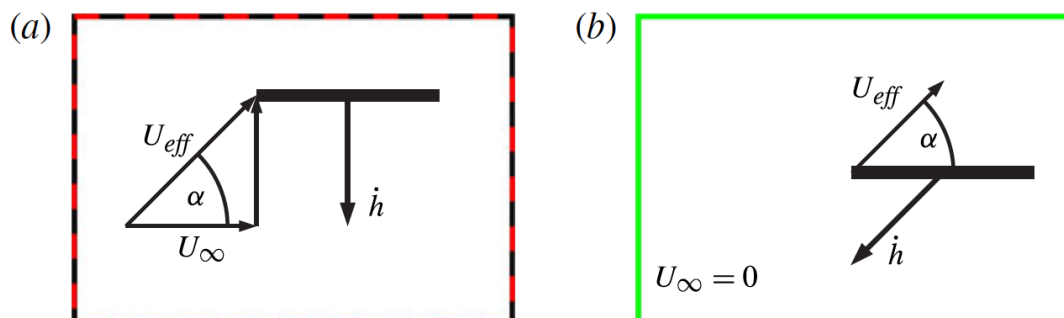 (a)
U_eff
α
U_∞
ḣ
(b)
U_eff
α
ḣ
U_∞ = 0